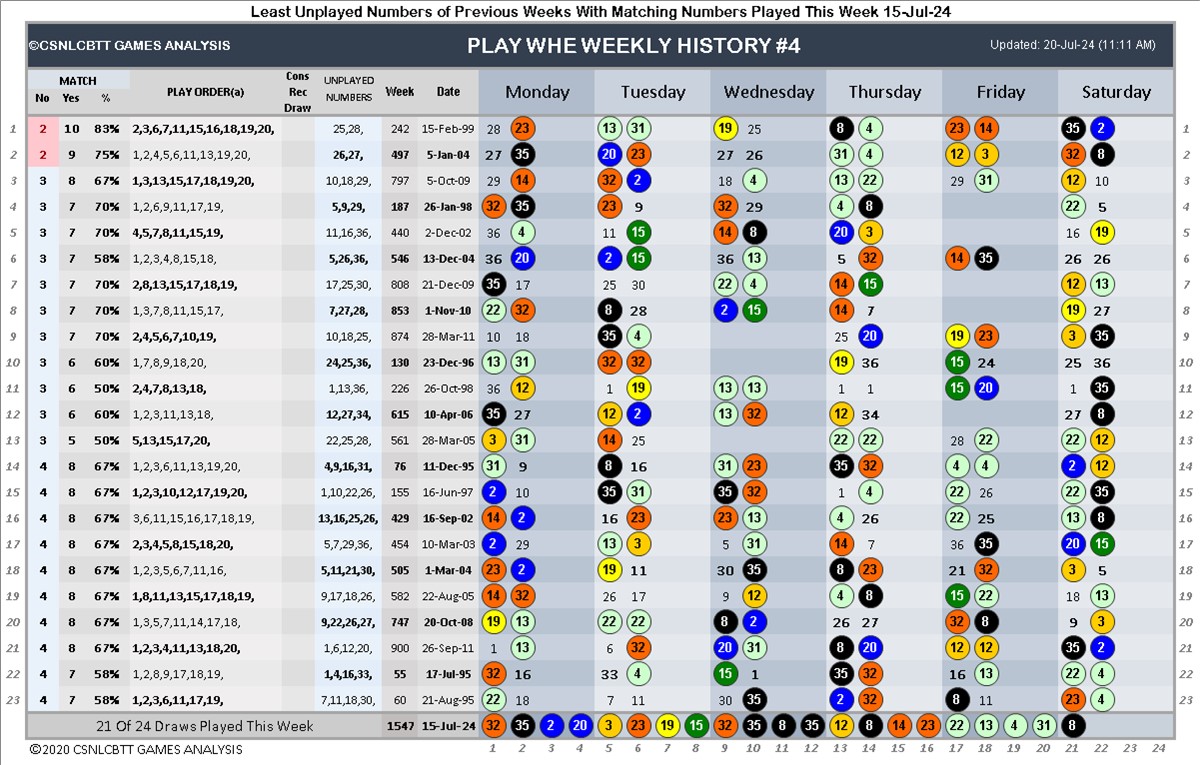 Least Unplayed Numbers of Previous Weeks With Matching Numbers Played This Week 15-Jul-24
©CSNLCBTT GAMES ANALYSIS PLAY WHE WEEKLY HISTORY #4 Updated: 20-Jul-24 (11:11 AM)
MATCH Cons UNPLAYED
No Yes % PLAY ORDER(a) Rec NUMBERS Week Date Monday Tuesday Wednesday Thursday Friday Saturday
Draw
1 2 10 83% 2,3,6,7,11,15,16,18,19,20, 25,28, 242 15-Feb-99 28 23 13 31 19 25 8 4 23 14 35 2 1
2 2 9 75% 1,2,4,5,6,11,13,19,20, 26,27, 497 5-Jan-04 27 35 20 23 27 26 31 4 12 3 32 8 2
3 3 8 67% 1,3,13,15,17,18,19,20, 10,18,29, 797 5-Oct-09 29 14 32 2 18 4 13 22 29 31 12 10 3
4 3 7 70% 1,2,6,9,11,17,19, 5,9,29, 187 26-Jan-98 32 35 23 9 32 29 4 8 22 5 4
5 3 7 70% 4,5,7,8,11,15,19, 11,16,36, 440 2-Dec-02 36 4 11 15 14 8 20 3 16 19 5
6 3 7 58% 1,2,3,4,8,15,18, 5,26,36, 546 13-Dec-04 36 20 2 15 36 13 5 32 14 35 26 26 6
7 3 7 70% 2,8,13,15,17,18,19, 17,25,30, 808 21-Dec-09 35 17 25 30 22 4 14 15 12 13 7
8 3 7 70% 1,3,7,8,11,15,17, 7,27,28, 853 1-Nov-10 22 32 8 28 2 15 14 7 19 27 8
9 3 7 70% 2,4,5,6,7,10,19, 10,18,25, 874 28-Mar-11 10 18 35 4 25 20 19 23 3 35 9
10 3 6 60% 1,7,8,9,18,20, 24,25,36, 130 23-Dec-96 13 31 32 32 19 36 15 24 25 36 10
11 3 6 50% 2,4,7,8,13,18, 1,13,36, 226 26-Oct-98 36 12 1 19 13 13 1 1 15 20 1 35 11
12 3 6 60% 1,2,3,11,13,18, 12,27,34, 615 10-Apr-06 35 27 12 2 13 32 12 34 27 8 12
13 3 5 50% 5,13,15,17,20, 22,25,28, 561 28-Mar-05 3 31 14 25 22 22 28 22 22 12 13
14 4 8 67% 1,2,3,6,11,13,19,20, 4,9,16,31, 76 11-Dec-95 31 9 8 16 31 23 35 32 4 4 2 12 14
15 4 8 67% 1,2,3,10,12,17,19,20, 1,10,22,26, 155 16-Jun-97 2 10 35 31 35 32 1 4 22 26 22 35 15
16 4 8 67% 3,6,11,15,16,17,18,19, 13,16,25,26, 429 16-Sep-02 14 2 16 23 23 13 4 26 22 25 13 8 16
17 4 8 67% 2,3,4,5,8,15,18,20, 5,7,29,36, 454 10-Mar-03 2 29 13 3 5 31 14 7 36 35 20 15 17
18 4 8 67% 1,2,3,5,6,7,11,16, 5,11,21,30, 505 1-Mar-04 23 2 19 11 30 35 8 23 21 32 3 5 18
19 4 8 67% 1,8,11,13,15,17,18,19, 9,17,18,26, 582 22-Aug-05 14 32 26 17 9 12 4 8 15 22 18 13 19
20 4 8 67% 1,3,5,7,11,14,17,18, 9,22,26,27, 747 20-Oct-08 19 13 22 22 8 2 26 27 32 8 9 3 20
21 4 8 67% 1,2,3,4,11,13,18,20, 1,6,12,20, 900 26-Sep-11 1 13 6 32 20 31 8 20 12 12 35 2 21
22 4 7 58% 1,2,8,9,17,18,19, 1,4,16,33, 55 17-Jul-95 32 16 33 4 15 1 35 32 16 13 22 4 22
23 4 7 58% 1,2,3,6,11,17,19, 7,11,18,30, 60 21-Aug-95 22 18 7 11 30 35 2 32 8 11 23 4 23
21 Of 24 Draws Played This Week 1547 15-Jul-24 32 35 2 20 3 23 19 15 32 35 8 35 12 8 14 23 22 13 4 31 8
©2020 CSNLCBTT GAMES ANALYSIS 1 2 3 4 5 6 7 8 9 10 11 12 13 14 15 16 17 18 19 20 21 22 23 24